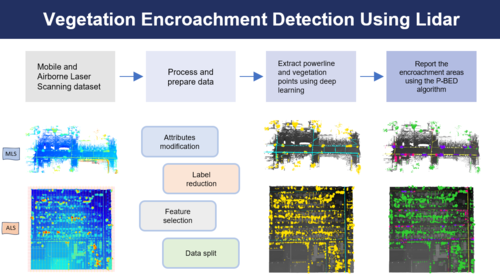 Vegetation Encroachment Detection Using Lidar
Mobile and
Airborne Laser
Scanning dataset
Process and
prepare data
Extract powerline
and vegetation
points using deep
learning
Report the
encroachment areas
using the P-BED
algorithm
MLS
Attributes
modification
Label
reduction
ALS
Feature
selection
Data split